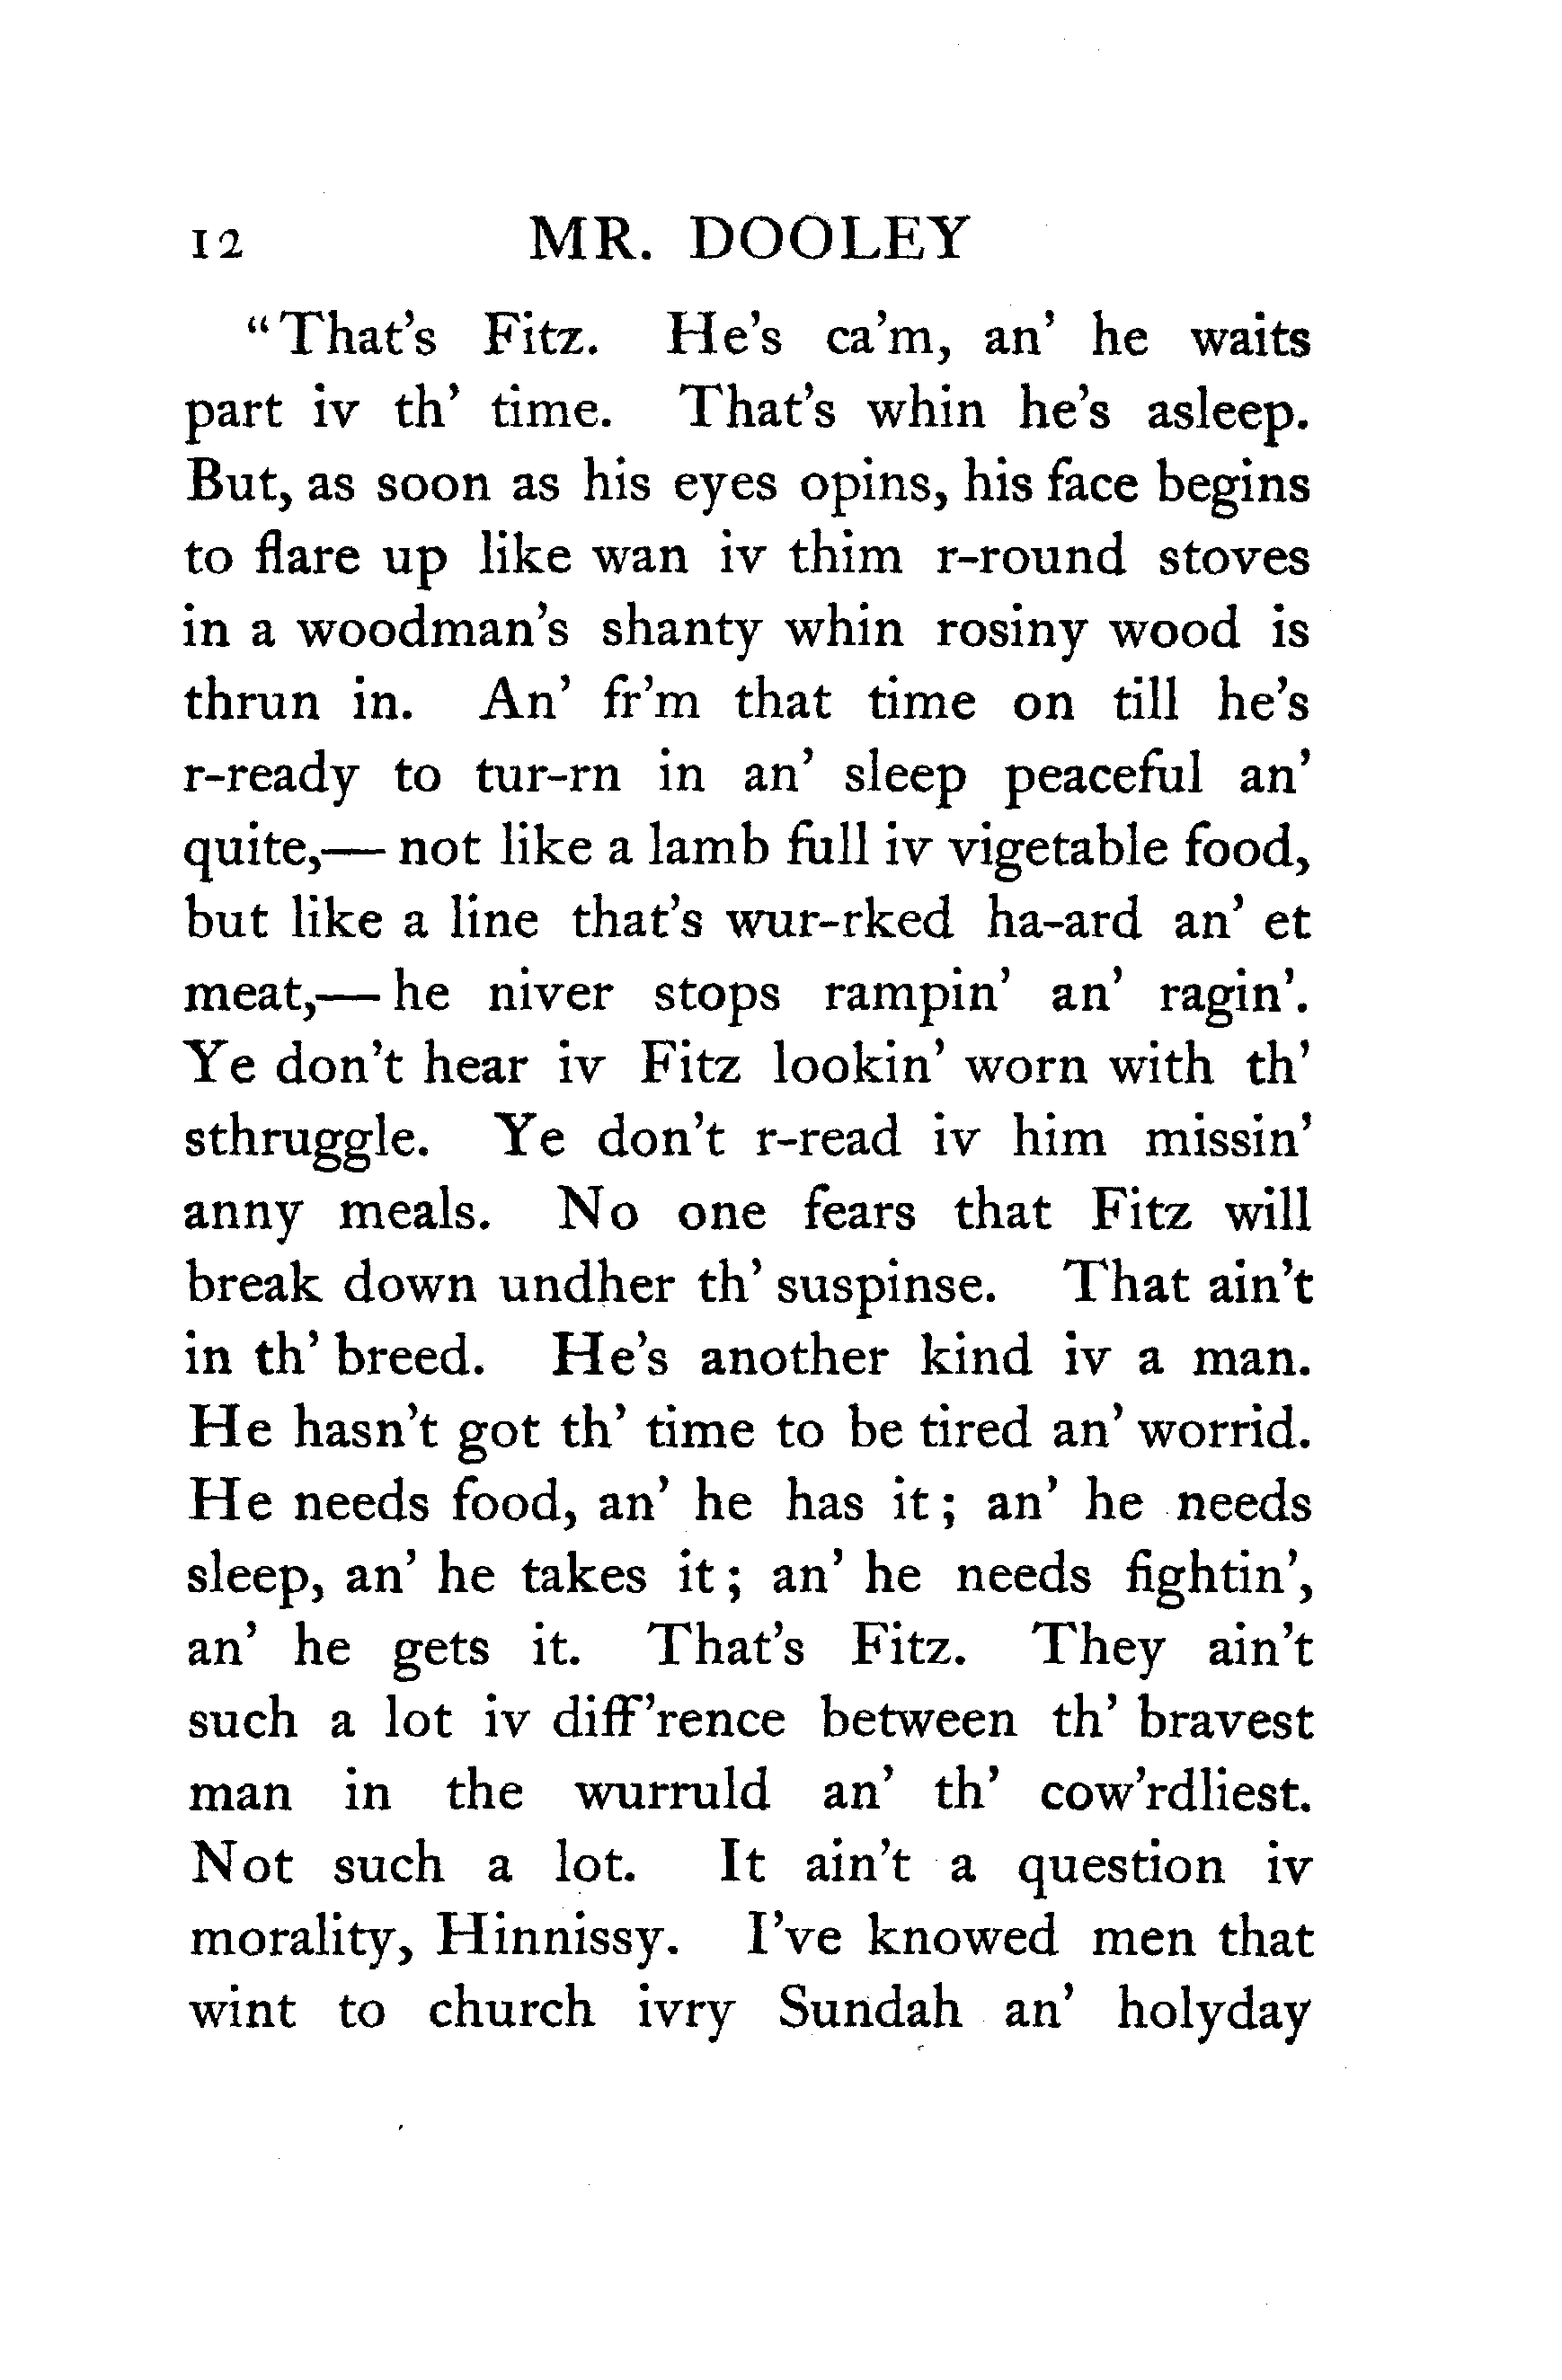 12 MR. DOOLEY
“That’s Fitz. He’s ca’m, an’ he waits
part iv th’ time. That’s whin he’s asleep.
But, as soon as his eyes opins, his face begins
to flare up like wan iv thim r-round stoves
in a woodman’s shanty whin rosiny wood is
thrun in. An’ fr’m that time on till he’s
r-ready to tur-rn in an’ sleep peaceful an’
quite,— not like a lamb full iv vigetable food,
but like a line that’s wur-rked ha-ard an’ et
meat,— he niver stops rampin’ an’ ragin’.
Ye don’t hear iv Fitz lookin’ worn with th’
sthruggle. Ye don’t r-read iv him missin’
anny meals. No one fears that Fitz will
break down undher th’ suspinse. That ain’t
in th’ breed. He’s another kind iv a man.
He hasn’t got th’ time to be tired an’ worrid.
He needs food, an’ he has it; an’ he needs
sleep, an’ he takes it; an’ he needs fightin’,
an’ he gets it. That’s Fitz. They ain’t
such a lot iv diff’rence between th’ bravest
man in the wurruld an’ th’ cow’rdliest.
Not such a lot. It ain’t a question iv
morality, Hinnissy. I’ve knowed men that
wint to church ivry Sundah an’ holyday